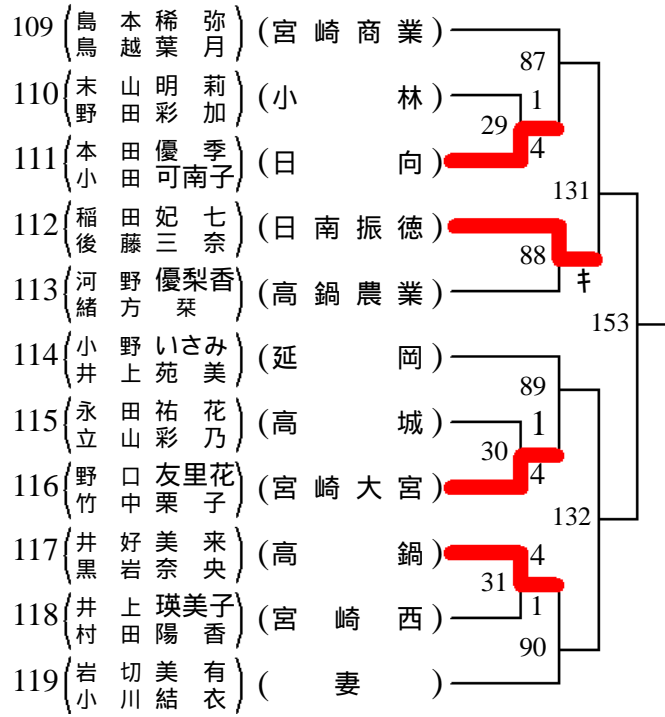 109 島本稀弥 (宮崎商業)
鳥越葉月
87
110 末山明莉 (小林) 1
野田彩加
29
111 本田優季 (日向) 4
小田可南子
131
112 稲田妃七 (日南振徳)
後藤三奈
88 キ
113 河野優梨香 (高鍋農業)
緒方栞
153
114 小野いさみ (延岡)
井上苑美
89
115 永田祐花 (高城) 1
立山彩乃
30
116 野口友里花 (宮崎大宮) 4
竹中栗子
132
117 井好美来 (高鍋) 4
黒岩奈央
31
118 井上瑛美子 (宮崎西) 1
村田陽香
90
119 岩切美有 (妻)
小川結衣